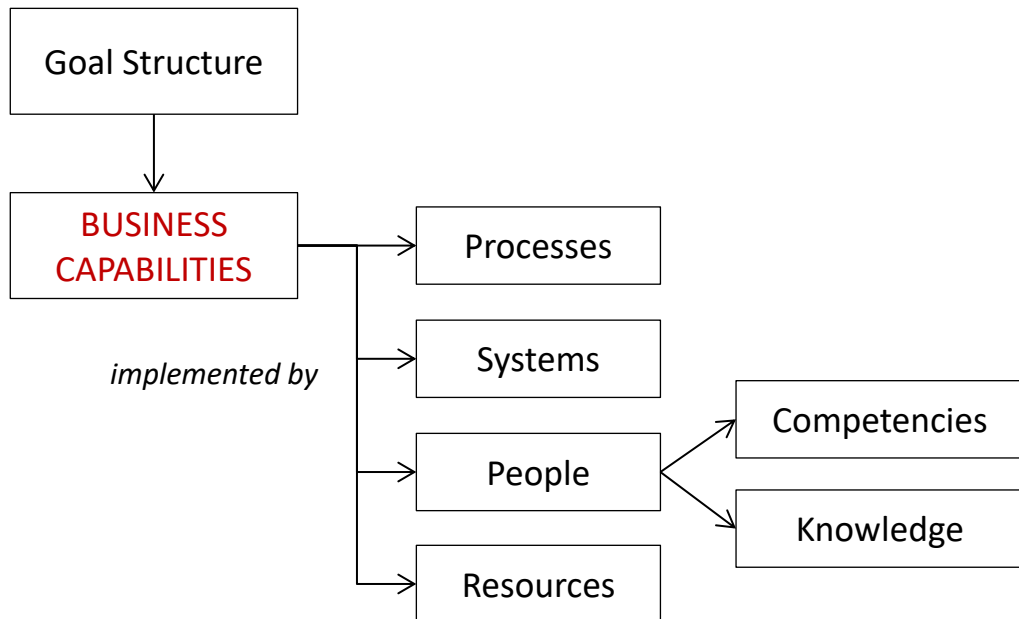 Goal Structure
BUSINESS
CAPABILITIES
Processes
implemented by
Systems
People
Competencies
Knowledge
Resources